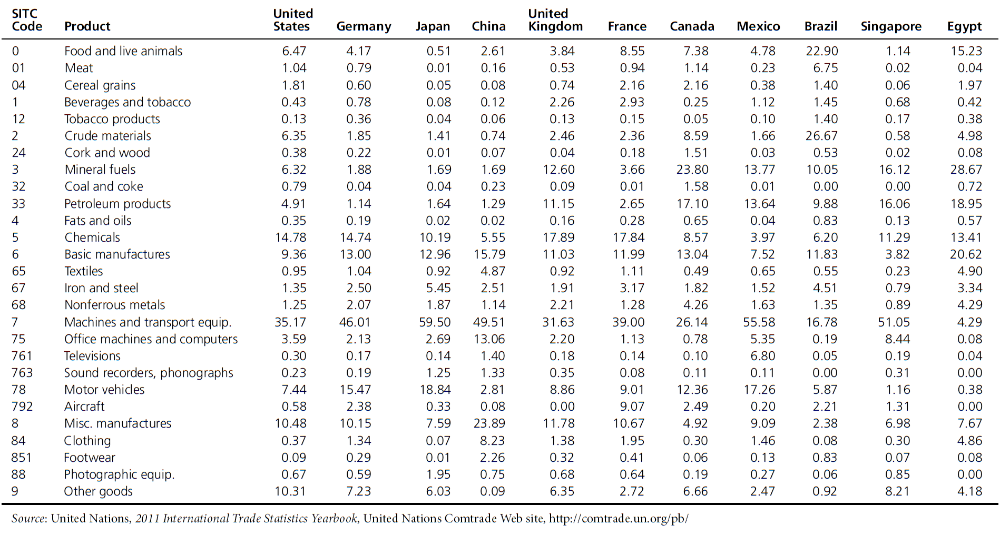 SITC Code Product United States Germany Japan China United Kingdom France Canada Mexico Brazil Singapore Egypt
0 Food and live animals 6.47 4.17 0.51 2.61 3.84 8.55 7.38 4.78 22.90 1.14 15.23
01 Meat 1.04 0.79 0.01 0.16 0.53 0.94 1.14 0.23 6.75 0.02 0.04
04 Cereal grains 1.81 0.60 0.05 0.08 0.74 2.16 2.16 0.38 1.40 0.06 1.97
1 Beverages and tobacco 0.43 0.78 0.08 0.12 2.26 2.93 0.25 1.12 1.45 0.68 0.42
12 Tobacco products 0.13 0.36 0.04 0.06 0.13 0.15 0.05 0.10 1.40 0.17 0.38
2 Crude materials 6.35 1.85 1.41 0.74 2.46 2.36 8.59 1.66 26.67 0.58 4.98
24 Cork and wood 0.38 0.22 0.01 0.07 0.04 0.18 1.51 0.03 0.53 0.02 0.08
3 Mineral fuels 6.32 1.88 1.69 1.69 12.60 3.66 23.80 13.77 10.05 16.12 28.67
32 Coal and coke 0.79 0.04 0.04 0.23 0.09 0.01 1.58 0.01 0.00 0.00 0.72
33 Petroleum products 4.91 1.14 1.64 1.29 11.15 2.65 17.10 13.64 9.88 16.06 18.95
4 Fats and oils 0.35 0.19 0.02 0.02 0.16 0.28 0.65 0.04 0.83 0.13 0.57
5 Chemicals 14.78 14.74 10.19 5.55 17.89 17.84 8.57 3.97 6.20 11.29 13.41
6 Basic manufactures 9.36 13.00 12.96 15.79 11.03 11.99 13.04 7.52 11.83 3.82 20.62
65 Textiles 0.95 1.04 0.92 4.87 0.92 1.11 0.49 0.65 0.55 0.23 4.90
67 Iron and steel 1.35 2.50 5.45 2.51 1.91 3.17 1.82 1.52 4.51 0.79 3.34
68 Nonferrous metals 1.25 2.07 1.87 1.14 2.21 1.28 4.26 1.63 1.35 0.89 4.29
7 Machines and transport equip. 35.17 46.01 59.50 49.51 31.63 39.00 26.14 55.58 16.78 51.05 4.29
75 Office machines and computers 3.59 2.13 2.69 13.06 2.20 1.13 0.78 5.35 0.19 8.44 0.08
761 Televisions 0.30 0.17 0.14 1.40 0.18 0.14 0.10 6.80 0.05 0.19 0.04
763 Sound recorders, phonographs 0.23 0.19 1.25 1.33 0.35 0.08 0.11 0.11 0.00 0.31 0.00
78 Motor vehicles 7.44 15.47 18.84 2.81 8.86 9.01 12.36 17.26 5.87 1.16 0.38
792 Aircraft 0.58 2.38 0.33 0.08 0.00 9.07 2.49 0.20 2.21 1.31 0.00
8 Misc. manufactures 10.48 10.15 7.59 23.89 11.78 10.67 4.92 9.09 2.38 6.98 7.67
84 Clothing 0.37 1.34 0.07 8.23 1.38 1.95 0.30 1.46 0.08 0.30 4.86
851 Footwear 0.09 0.29 0.01 2.26 0.32 0.41 0.06 0.13 0.83 0.07 0.08
88 Photographic equip. 0.67 0.59 1.95 0.75 0.68 0.64 0.19 0.27 0.06 0.85 0.00
9 Other goods 10.31 7.23 6.03 0.09 6.35 2.72 6.66 2.47 0.92 8.21 4.18
Source: United Nations, 2011 International Trade Statistics Yearbook, United Nations Comtrade Web site, http://comtrade.un.org/pb/